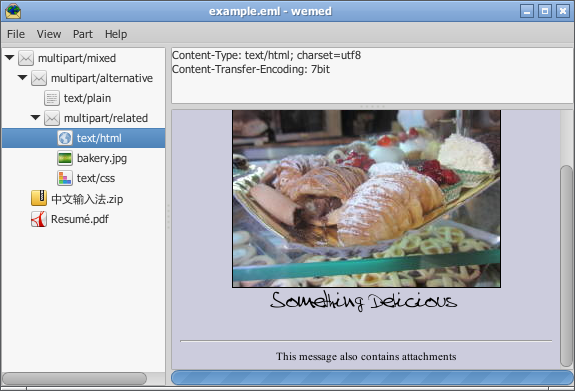 example.eml - wemed
File View Part Help
multipart/mixed
multipart/alternative
text/plain
multipart/related
text/html
bakery.jpg
text/css
中文输入法.zip
Resumé.pdf
Content-Type: text/html; charset=utf8
Content-Transfer-Encoding: 7bit
Something Delicious
This message also contains attachments